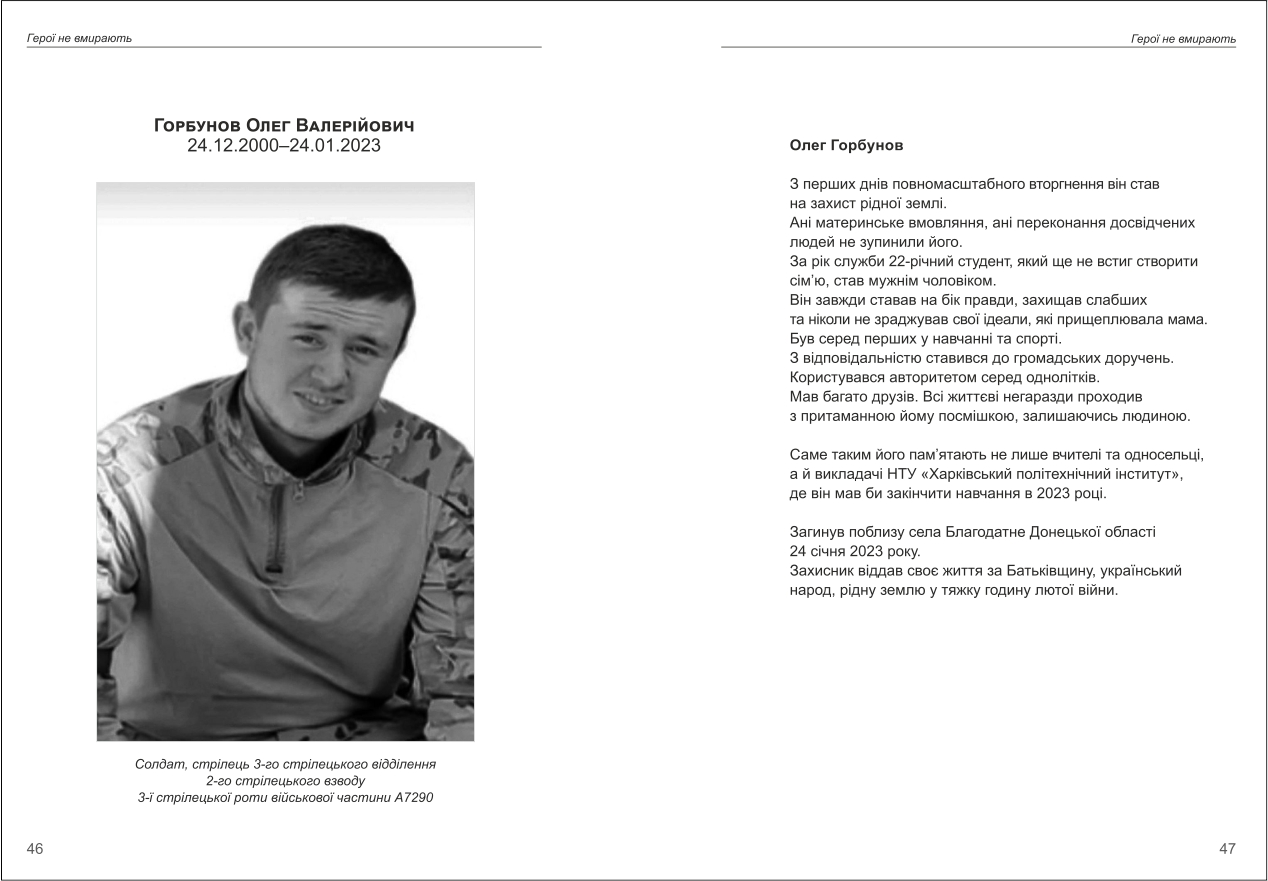 Герої не вмирають
Горбунов Олег Валерійович
24.12.2000–24.01.2023
Солдат, стрілець 3-го стрілецького відділення
2-го стрілецького взводу
3-ї стрілецької роти військової частини А7290
46
Герої не вмирають
Олег Горбунов
З перших днів повномасштабного вторгнення він став
на захист рідної землі.
Ані материнське вмовляння, ані переконання досвідчених
людей не зупинили його.
За рік служби 22-річний студент, який ще не встиг створити
сім’ю, став мужнім чоловіком.
Він завжди ставав на бік правди, захищав слабших
та ніколи не зраджував свої ідеали, які прищеплювала мама.
Був серед перших у навчанні та спорті.
З відповідальністю ставився до громадських доручень.
Користувався авторитетом серед однолітків.
Мав багато друзів. Всі життєві негаразди проходив
з притаманною йому посмішкою, залишаючись людиною.
Саме таким його пам’ятають не лише вчителі та односельці,
а й викладачі НТУ «Харківський політехнічний інститут»,
де він мав би закінчити навчання в 2023 році.
Загинув поблизу села Благодатне Донецької області
24 січня 2023 року.
Захисник віддав своє життя за Батьківщину, український
народ, рідну землю у тяжку годину лютої війни.
47